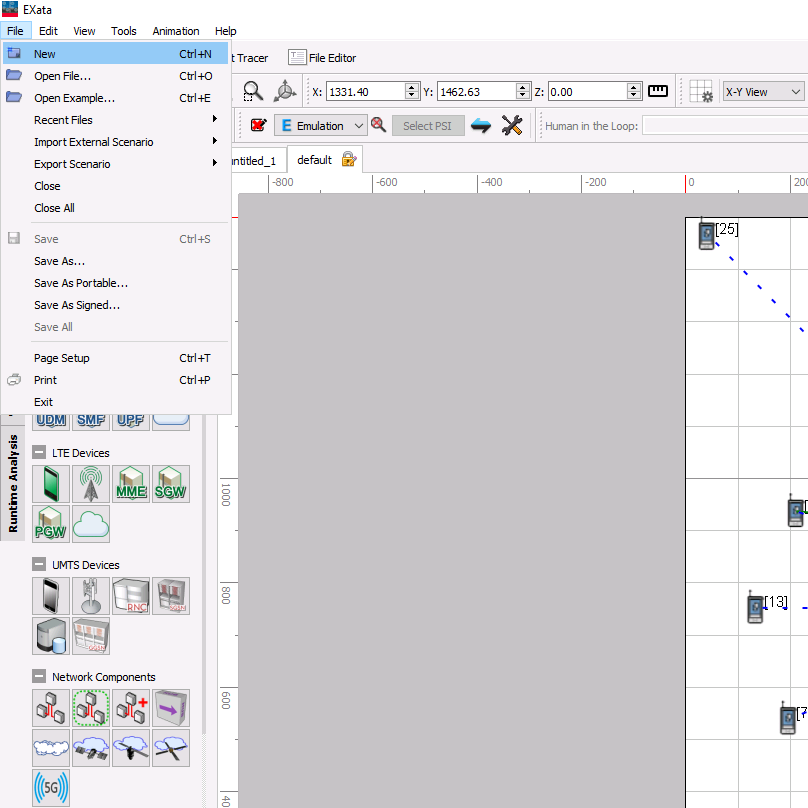 EXata
File Edit View Tools Animation Help
New Ctrl+N
Open File... Ctrl+O
Open Example... Ctrl+E
Recent Files
Import External Scenario
Export Scenario
Close
Close All
Save Ctrl+S
Save As...
Save As Portable...
Save As Signed...
Save All
Page Setup Ctrl+T
Print Ctrl+P
Exit
t Tracer File Editor
X: 1331.40 Y: 1462.63 Z: 0.00 X-Y View
E Emulation Select PSI Human in the Loop:
untitled_1 default
-800 -600 -400 -200 0 200
[25]
1000
800
[13]
600
[7
40
Runtime Analysis
UDM SMF UPF
LTE Devices
MME SGW
PGW
UMTS Devices
RNC
Network Components
5G